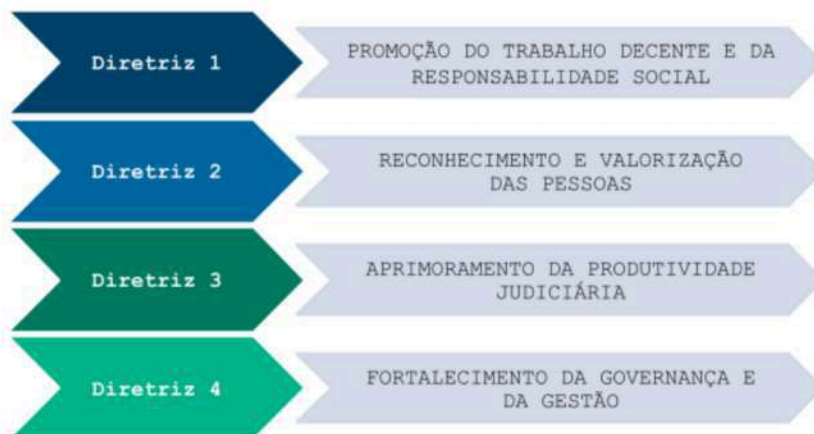 Diretriz 1
PROMOÇÃO DO TRABALHO DECENTE E DA
RESPONSABILIDADE SOCIAL
Diretriz 2
RECONHECIMENTO E VALORIZAÇÃO
DAS PESSOAS
Diretriz 3
APRIMORAMENTO DA PRODUTIVIDADE
JUDICIÁRIA
Diretriz 4
FORTALECIMENTO DA GOVERNANÇA E
DA GESTÃO